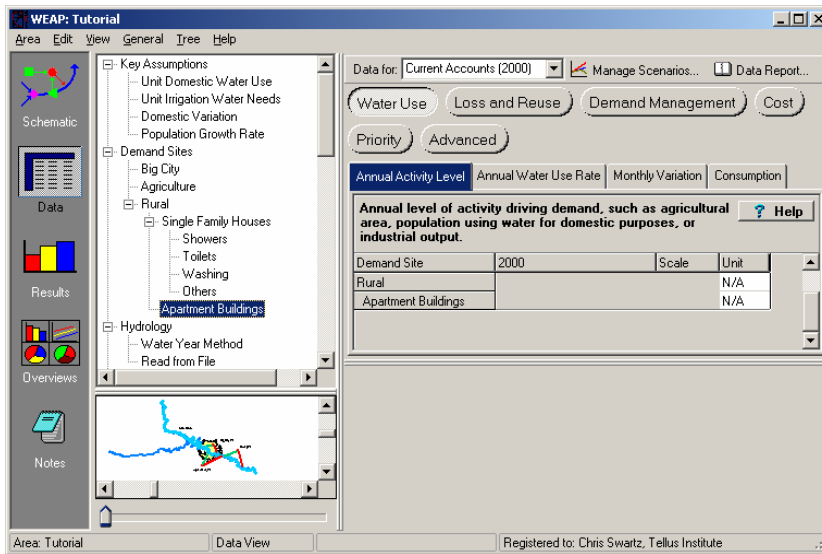 WEAP: Tutorial
Area Edit View General Tree Help
Schematic
Data
Results
Overviews
Notes
Key Assumptions
Unit Domestic Water Use
Unit Irrigation Water Needs
Domestic Variation
Population Growth Rate
Demand Sites
Big City
Agriculture
Rural
Single Family Houses
Showers
Toilets
Washing
Others
Apartment Buildings
Hydrology
Water Year Method
Read from File
Data for: Current Accounts (2000) Manage Scenarios... Data Report...
Water Use Loss and Reuse Demand Management Cost
Priority Advanced
Annual Activity Level Annual Water Use Rate Monthly Variation Consumption
Annual level of activity driving demand, such as agricultural
area, population using water for domestic purposes, or
industrial output.
? Help
Demand Site 2000 Scale Unit
Rural N/A
Apartment Buildings N/A
Area: Tutorial Data View Registered to: Chris Swartz, Tellus Institute